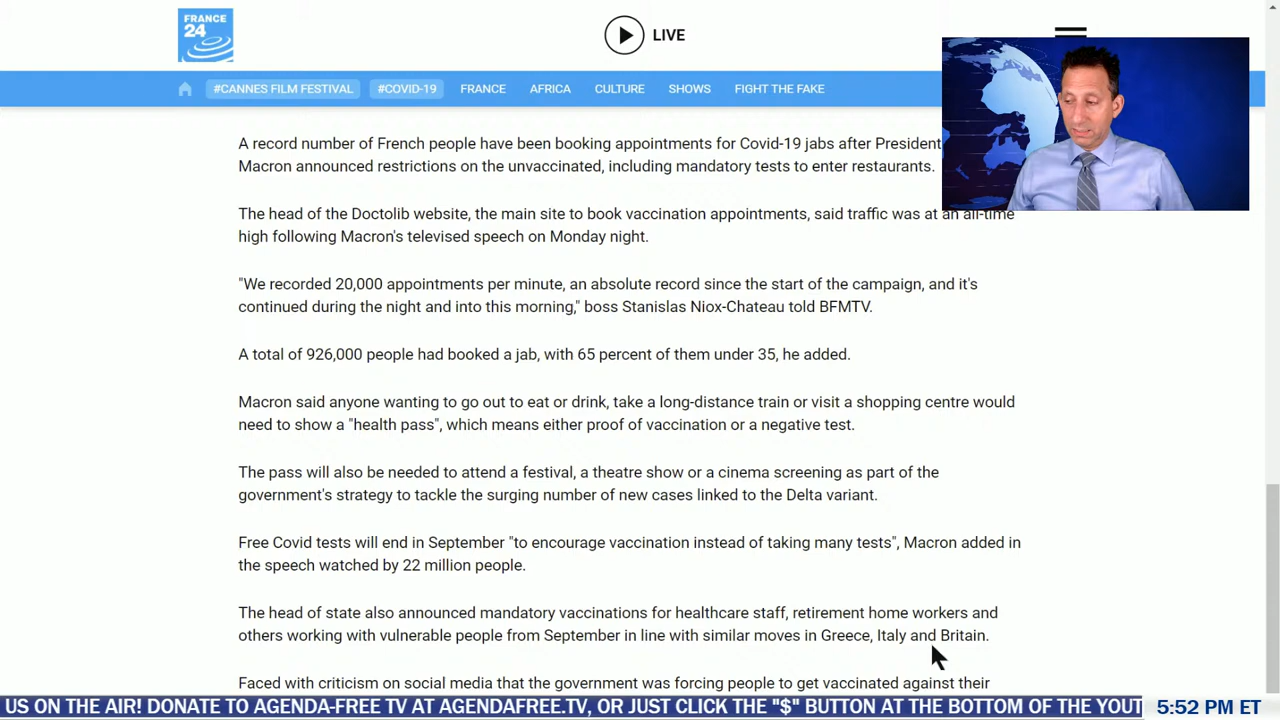 FRANCE
24
LIVE
#CANNES FILM FESTIVAL
#COVID-19
FRANCE
AFRICA
CULTURE
SHOWS
FIGHT THE FAKE
A record number of French people have been booking appointments for Covid-19 jabs after President
Macron announced restrictions on the unvaccinated, including mandatory tests to enter restaurants.
The head of the Doctolib website, the main site to book vaccination appointments, said traffic was at an all-time
high following Macron's televised speech on Monday night.
"We recorded 20,000 appointments per minute, an absolute record since the start of the campaign, and it's
continued during the night and into this morning," boss Stanislas Niox-Chateau told BFMTV.
A total of 926,000 people had booked a jab, with 65 percent of them under 35, he added.
Macron said anyone wanting to go out to eat or drink, take a long-distance train or visit a shopping centre would
need to show a "health pass", which means either proof of vaccination or a negative test.
The pass will also be needed to attend a festival, a theatre show or a cinema screening as part of the
government's strategy to tackle the surging number of new cases linked to the Delta variant.
Free Covid tests will end in September "to encourage vaccination instead of taking many tests", Macron added in
the speech watched by 22 million people.
The head of state also announced mandatory vaccinations for healthcare staff, retirement home workers and
others working with vulnerable people from September in line with similar moves in Greece, Italy and Britain.
Faced with criticism on social media that the government was forcing people to get vaccinated against their
US ON THE AIR! DONATE TO AGENDA-FREE TV AT AGENDAFREE.TV, OR JUST CLICK THE "$" BUTTON AT THE BOTTOM OF THE YOUT
5:52 PM ET